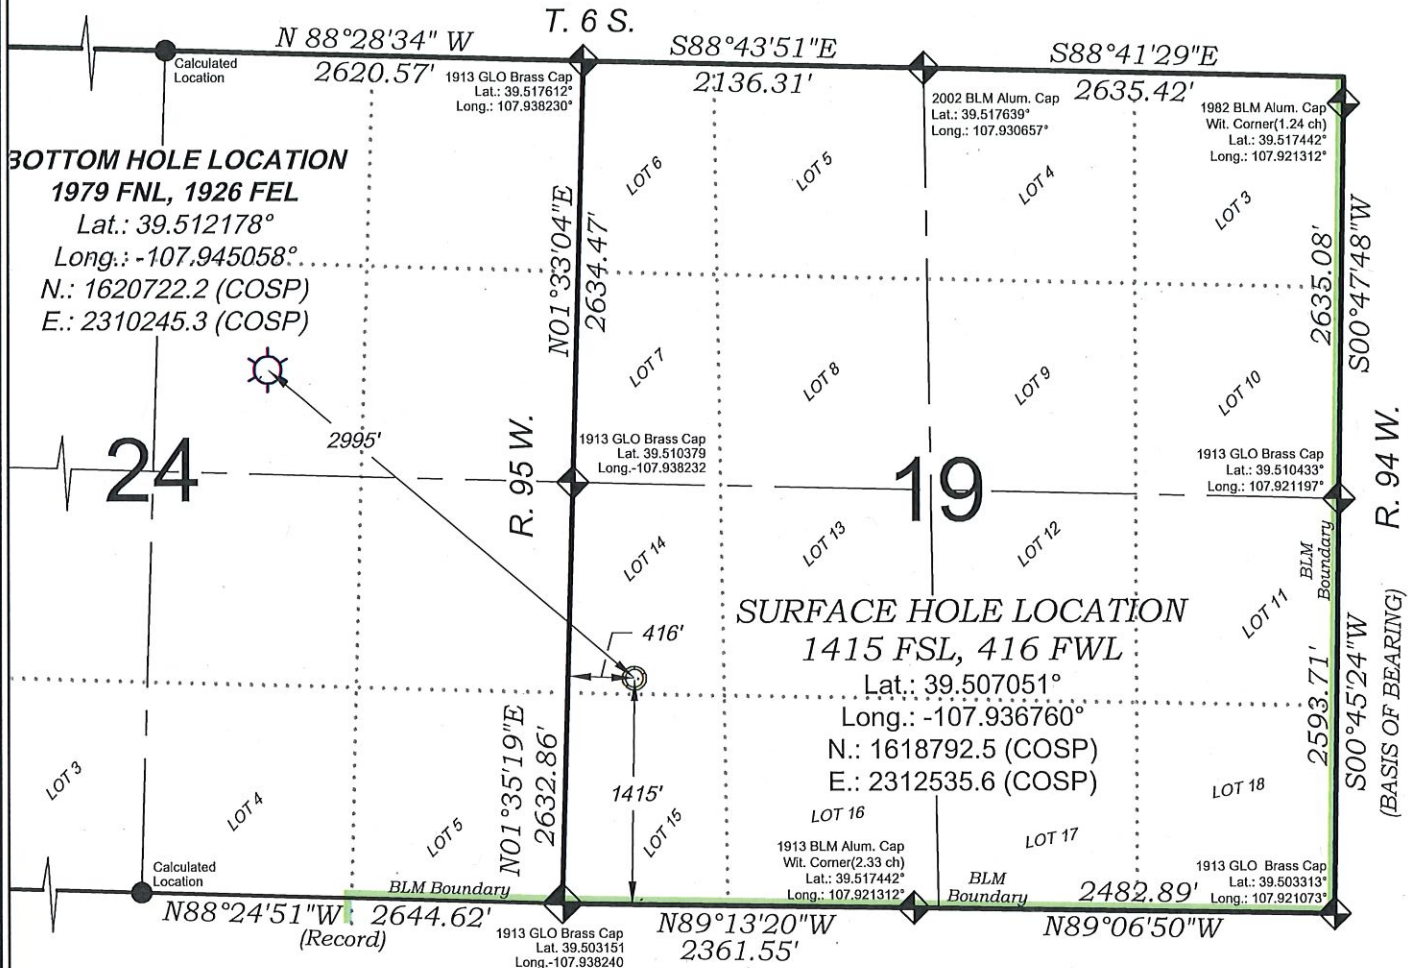 T. 6 S.
N 88°28'34" W
2620.57'
S88°43'51"E
2136.31'
S88°41'29"E
2635.42'
Calculated
Location
1913 GLO Brass Cap
Lat.: 39.517612°
Long.: 107.938230°
2002 BLM Alum. Cap
Lat.: 39.517639°
Long.: 107.930657°
1982 BLM Alum. Cap
Wit. Corner(1.24 ch)
Lat.: 39.517442°
Long.: 107.921312°
BOTTOM HOLE LOCATION
1979 FNL, 1926 FEL
Lat.: 39.512178°
Long.: -107.945058°
N.: 1620722.2 (COSP)
E.: 2310245.3 (COSP)
LOT 6
LOT 5
LOT 4
LOT 3
N01°33'04"E
2634.47'
2635.08'
S00°47'48"W
LOT 7
LOT 8
LOT 9
LOT 10
2995'
24
R. 95 W.
1913 GLO Brass Cap
Lat. 39.510379
Long.-107.938232
19
1913 GLO Brass Cap
Lat.: 39.510433°
Long.: 107.921197°
R. 94 W.
LOT 14
LOT 13
LOT 12
LOT 11
BLM
Boundary
SURFACE HOLE LOCATION
1415 FSL, 416 FWL
Lat.: 39.507051°
Long.: -107.936760°
N.: 1618792.5 (COSP)
E.: 2312535.6 (COSP)
416'
1415'
N01°35'19"E
2632.86'
2593.71'
S00°45'24"W
(BASIS OF BEARING)
LOT 3
LOT 4
LOT 5
LOT 15
LOT 16
LOT 17
LOT 18
1913 BLM Alum. Cap
Wit. Corner(2.33 ch)
Lat.: 39.517442°
Long.: 107.921312°
1913 GLO Brass Cap
Lat.: 39.503313°
Long.: 107.921073°
Calculated
Location
BLM Boundary
BLM
Boundary
2482.89'
N88°24'51"W
2644.62'
(Record)
1913 GLO Brass Cap
Lat. 39.503151
Long.-107.938240
N89°13'20"W
2361.55'
N89°06'50"W